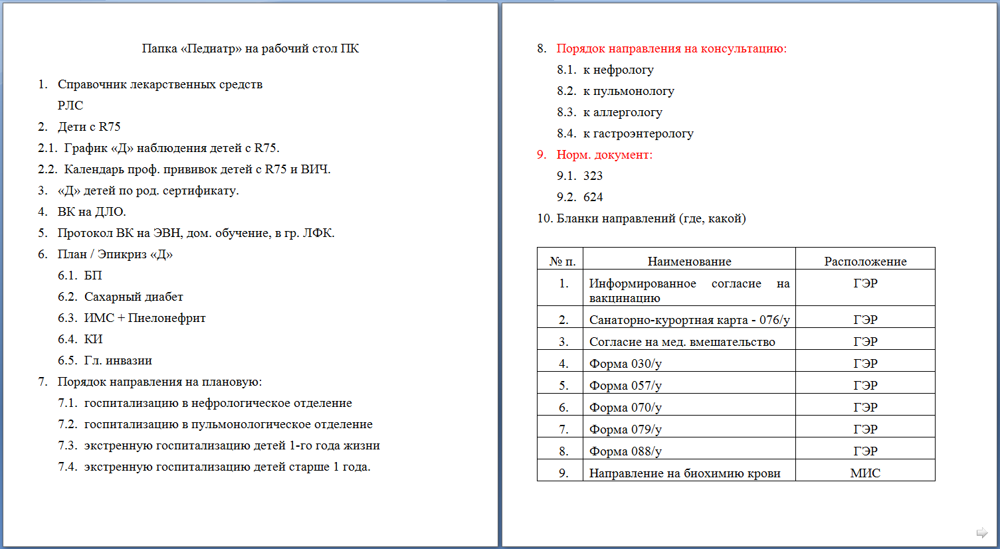 Папка «Педиатр» на рабочий стол ПК
1. Справочник лекарственных средств
РЛС
2. Дети с R75
2.1. График «Д» наблюдения детей с R75.
2.2. Календарь проф. прививок детей с R75 и ВИЧ.
3. «Д» детей по род. сертификату.
4. ВК на ДЛО.
5. Протокол ВК на ЭВН, дом. обучение, в гр. ЛФК.
6. План / Эпикриз «Д»
6.1. БП
6.2. Сахарный диабет
6.3. ИМС + Пиелонефрит
6.4. КИ
6.5. Гл. инвазии
7. Порядок направления на плановую:
7.1. госпитализацию в нефрологическое отделение
7.2. госпитализацию в пульмонологическое отделение
7.3. экстренную госпитализацию детей 1-го года жизни
7.4. экстренную госпитализацию детей старше 1 года.
8. Порядок направления на консультацию:
8.1. к нефрологу
8.2. к пульмонологу
8.3. к аллергологу
8.4. к гастроэнтерологу
9. Норм. документ:
9.1. 323
9.2. 624
10. Бланки направлений (где, какой)
№ п. Наименование Расположение
1. Информированное согласие на ГЭР
вакцинацию
2. Санаторно-курортная карта - 076/у ГЭР
3. Согласие на мед. вмешательство ГЭР
4. Форма 030/у ГЭР
5. Форма 057/у ГЭР
6. Форма 070/у ГЭР
7. Форма 079/у ГЭР
8. Форма 088/у ГЭР
9. Направление на биохимию крови МИС